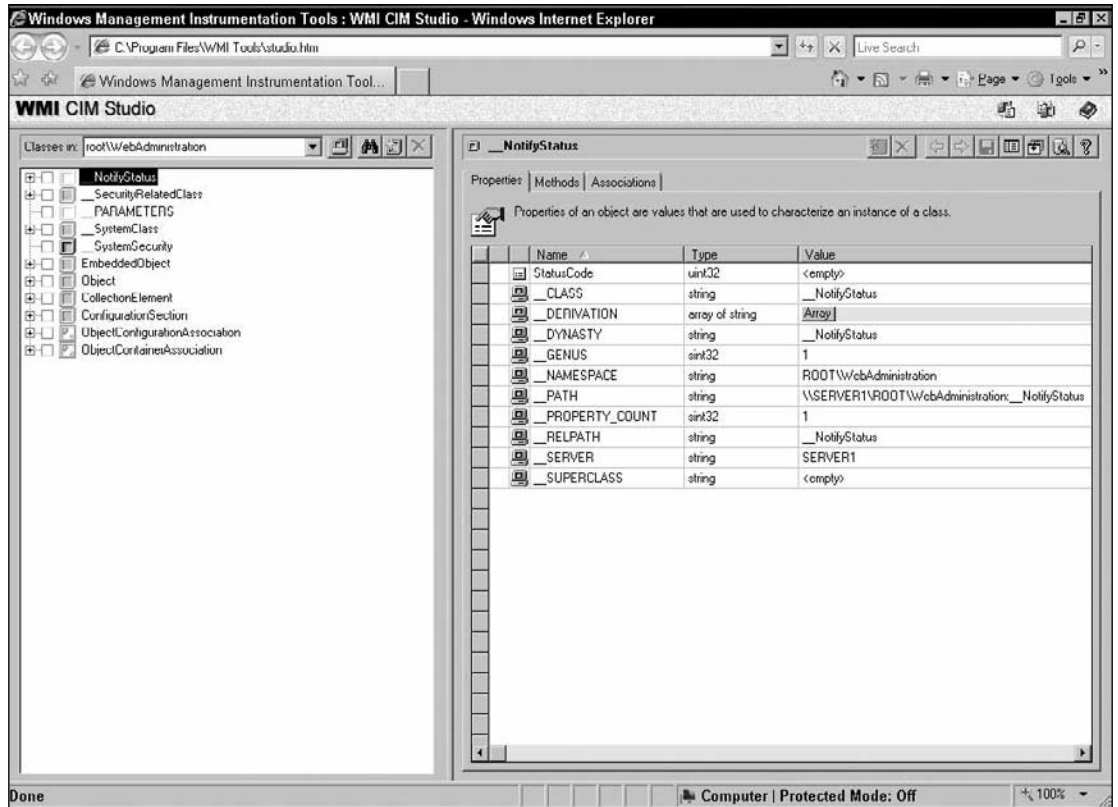 Windows Management Instrumentation Tools : WMI CIM Studio - Windows Internet Explorer
C:\Program Files\WMI Tools\studio.htm
Live Search
Windows Management Instrumentation Tool...
Page
Tools
WMI CIM Studio
Classes in: root\WebAdministration
__NotifyStatus
__SecurityRelatedClass
__PARAMETERS
__SystemClass
__SystemSecurity
EmbeddedObject
Object
CollectionElement
ConfigurationSection
ObjectConfigurationAssociation
ObjectContainerAssociation
__NotifyStatus
Properties Methods Associations
Properties of an object are values that are used to characterize an instance of a class.
Name Type Value
StatusCode uint32 <empty>
__CLASS string __NotifyStatus
__DERIVATION array of string Array
__DYNASTY string __NotifyStatus
__GENUS sint32 1
__NAMESPACE string ROOT\WebAdministration
__PATH string \\SERVER1\ROOT\WebAdministration:__NotifyStatus
__PROPERTY_COUNT sint32 1
__RELPATH string __NotifyStatus
__SERVER string SERVER1
__SUPERCLASS string <empty>
Done
Computer | Protected Mode: Off
100%